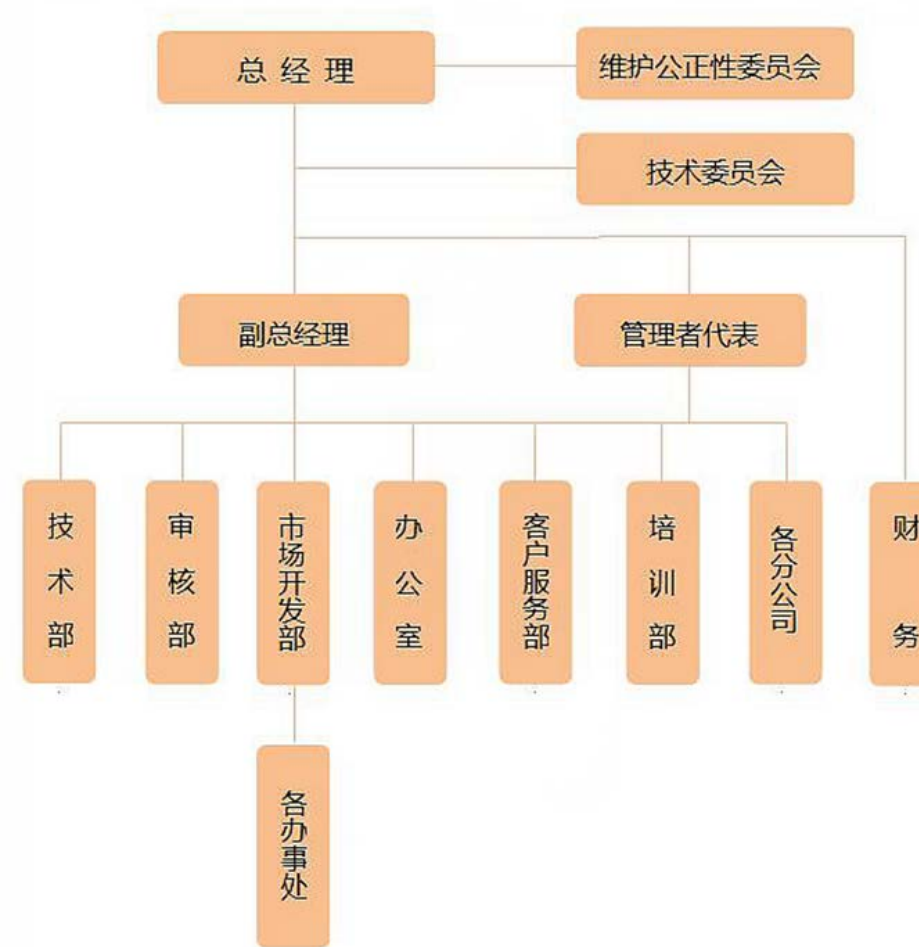 总经理
维护公正性委员会
技术委员会
副总经理
管理者代表
技术部
审核部
市场开发部
办公室
客户服务部
培训部
各分公司
财务
各办事处